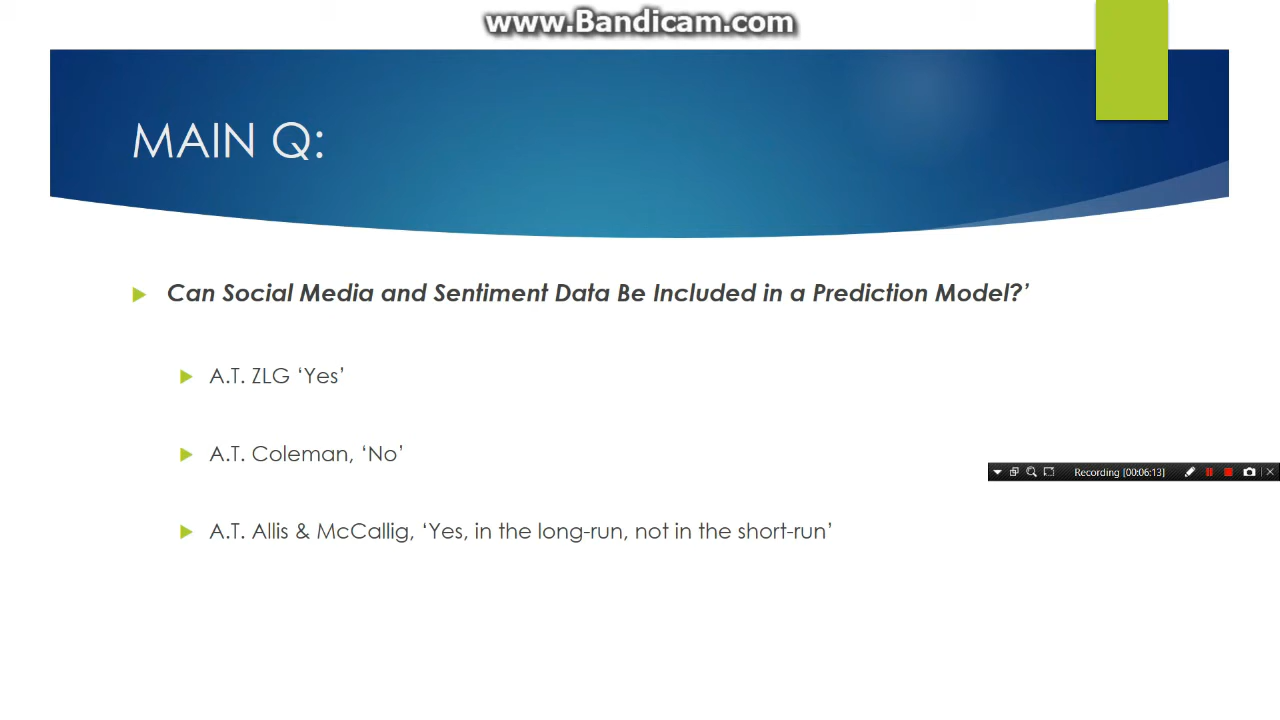 www.Bandicam.com
MAIN Q:
Can Social Media and Sentiment Data Be Included in a Prediction Model?’
A.T. ZLG ‘Yes’
A.T. Coleman, ‘No’
Recording [00:06:13]
A.T. Allis & McCallig, ‘Yes, in the long-run, not in the short-run’